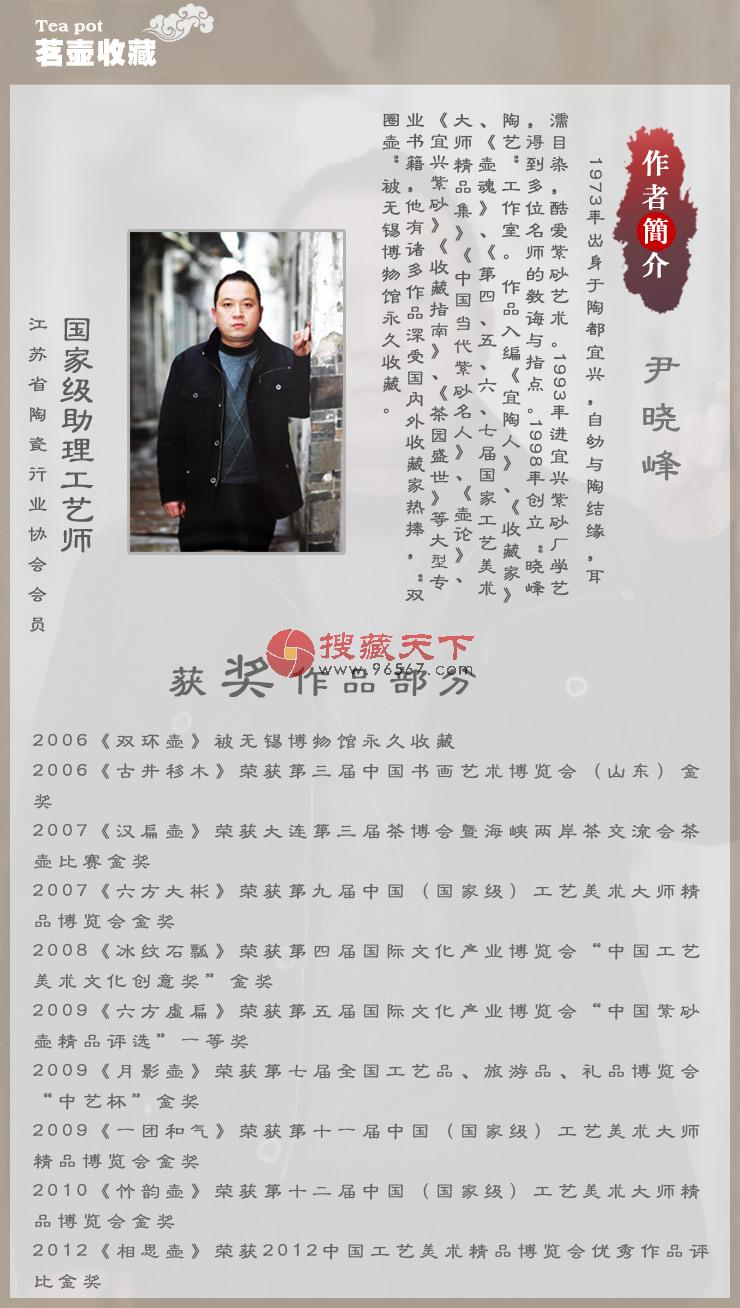 Tea pot
茗壶收藏
作者簡介
尹晓峰
1973年出身于陶都宜兴，自幼与陶结缘，耳
濡目染，酷爱紫砂艺术。1993年进宜兴紫砂厂学艺
，得到多位名师的教诲与指点。1998年创立“晓峰
陶艺”工作室。作品入编《宜陶人》、《收藏家》
、《壶魂》、《第四、五、六、七届国家工艺美术
大师精品集》《中国当代紫砂名人》、《壶论》、
《宜兴紫砂》《收藏指南》、《茶园盛世》等大型专
业书籍，他有诸多作品深受国内外收藏家热捧，“双
圈壶”被无锡博物馆永久收藏。
国家级助理工艺师
江苏省陶瓷行业协会会员
搜藏天下
www.96567.com
获奖作品部分
2006《双环壶》被无锡博物馆永久收藏
2006《古井移木》荣获第三届中国书画艺术博览会（山东）金
奖
2007《汉扁壶》荣获大连第三届茶博会暨海峡两岸茶交流会茶
壶比赛金奖
2007《六方大彬》荣获第九届中国（国家级）工艺美术大师精
品博览会金奖
2008《冰纹石瓢》荣获第四届国际文化产业博览会“中国工艺
美术文化创意奖”金奖
2009《六方虚扁》荣获第五届国际文化产业博览会“中国紫砂
壶精品评选”一等奖
2009《月影壶》荣获第七届全国工艺品、旅游品、礼品博览会
“中艺杯”金奖
2009《一团和气》荣获第十一届中国（国家级）工艺美术大师
精品博览会金奖
2010《竹韵壶》荣获第十二届中国（国家级）工艺美术大师精
品博览会金奖
2012《相思壶》荣获2012中国工艺美术精品博览会优秀作品评
比金奖